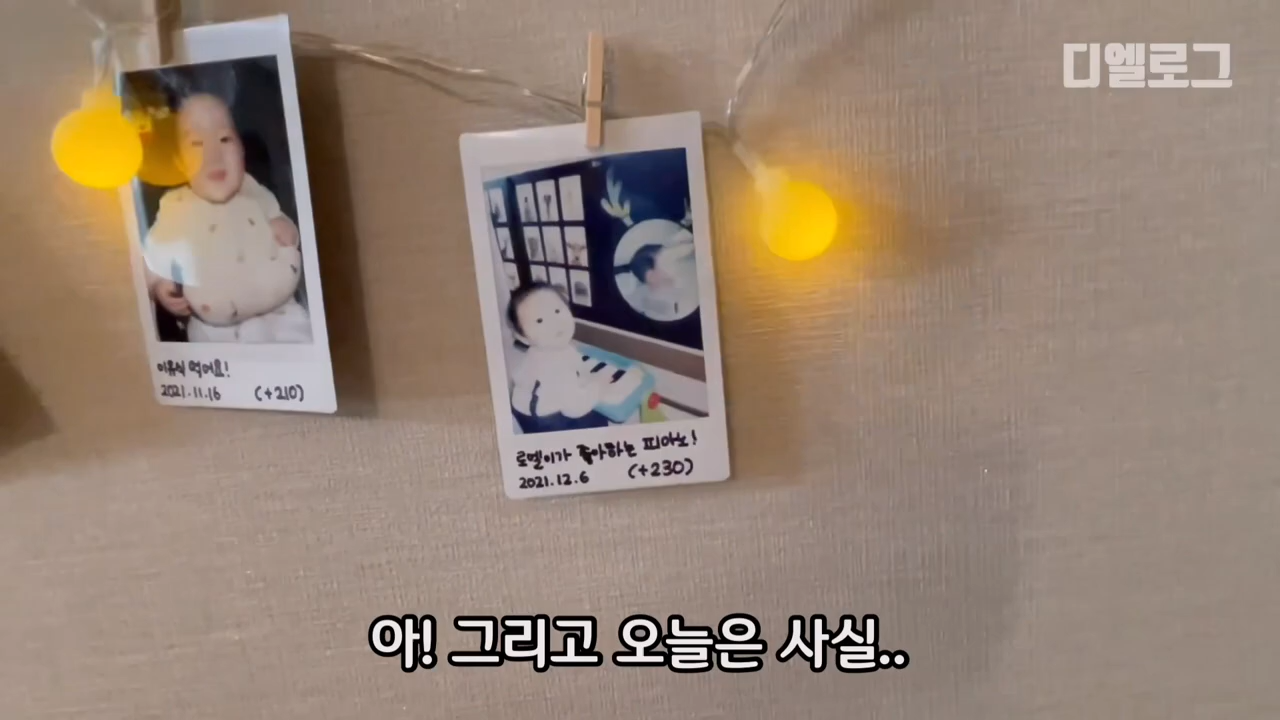 디엘로그
이유식 먹어요!
2021.11.16 (+210)
로엘이가 좋아하는 피아노!
2021.12.6 (+230)
아! 그리고 오늘은 사실..